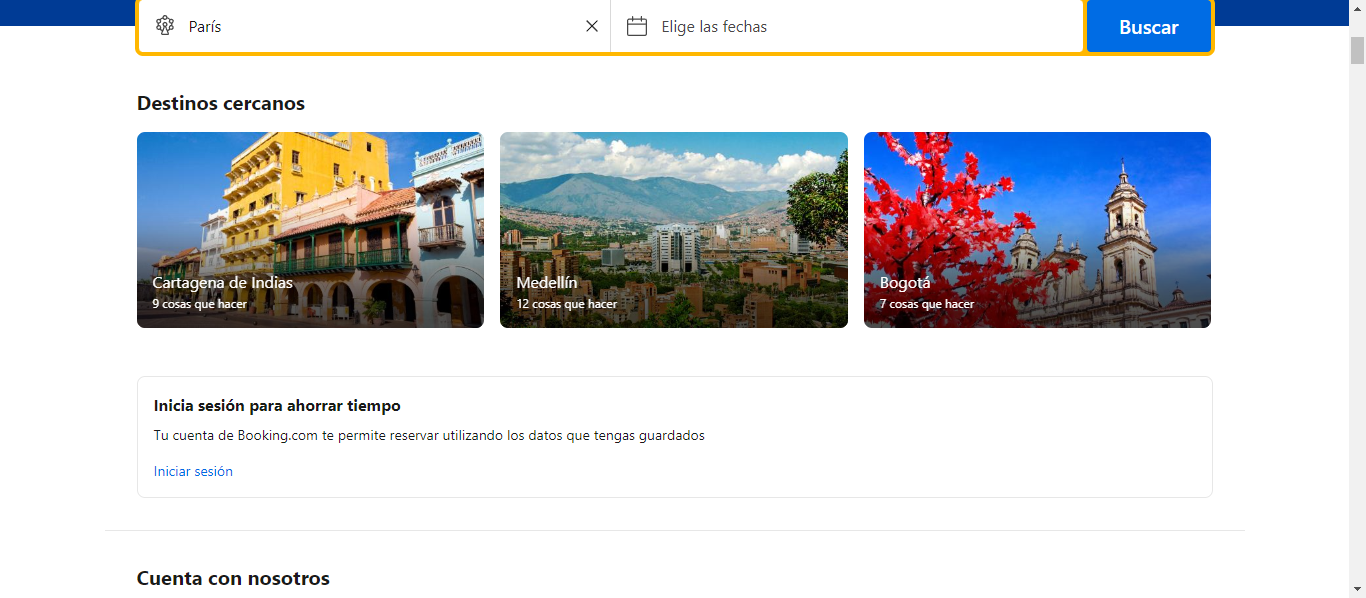 París
Elige las fechas
Buscar
Destinos cercanos
Cartagena de Indias
9 cosas que hacer
Medellín
12 cosas que hacer
Bogotá
7 cosas que hacer
Inicia sesión para ahorrar tiempo
Tu cuenta de Booking.com te permite reservar utilizando los datos que tengas guardados
Iniciar sesión
Cuenta con nosotros